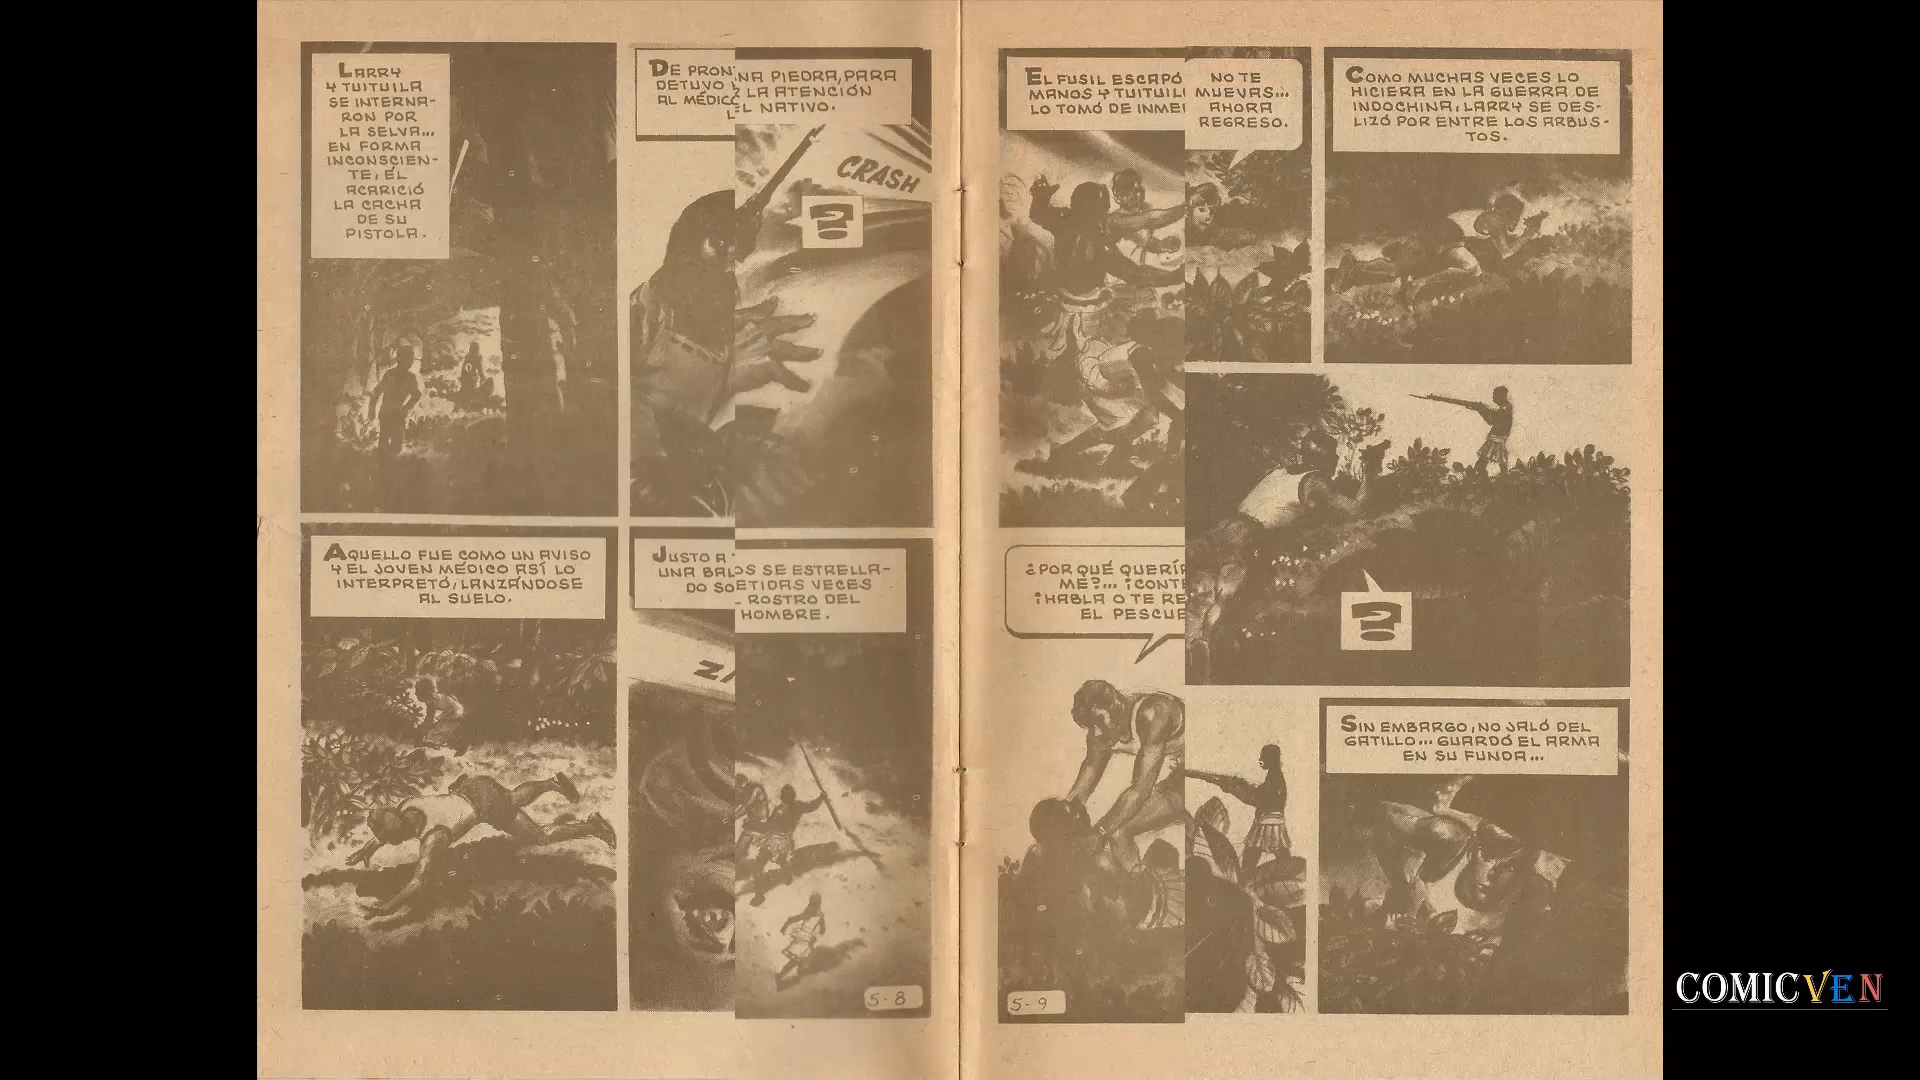 LARRY
Y TUITUILA
SE INTERNA-
RON POR
LA SELVA...
EN FORMA
INCONSCIEN-
TE, ÉL
ACARICIÓ
LA CACHA
DE SU
PISTOLA.
DE PRON
DETUVO
AL MÉDIC
NA PIEDRA, PARA
LA ATENCIÓN
EL NATIVO.
CRASH
?
AQUELLO FUE COMO UN AVISO
Y EL JOVEN MÉDICO ASÍ LO
INTERPRETÓ, LANZÁNDOSE
AL SUELO.
JUSTO A
UNA BAL
DO SO
OS SE ESTRELLA-
ETIDAS VECES
ROSTRO DEL
HOMBRE.
5-8
EL FUSIL ESCAPÓ
MANOS Y TUITUIL
LO TOMÓ DE INME
NO TE
MUEVAS...
AHORA
REGRESO.
COMO MUCHAS VECES LO
HICIERA EN LA GUERRA DE
INDOCHINA, LARRY SE DES-
LIZÓ POR ENTRE LOS ARBUS-
TOS.
?
¿POR QUÉ QUERÍA
ME?... ¡CONTE
¡HABLA O TE RE
EL PESCUE
SIN EMBARGO, NO JALÓ DEL
GATILLO... GUARDÓ EL ARMA
EN SU FUNDA...
5-9
COMICVEN